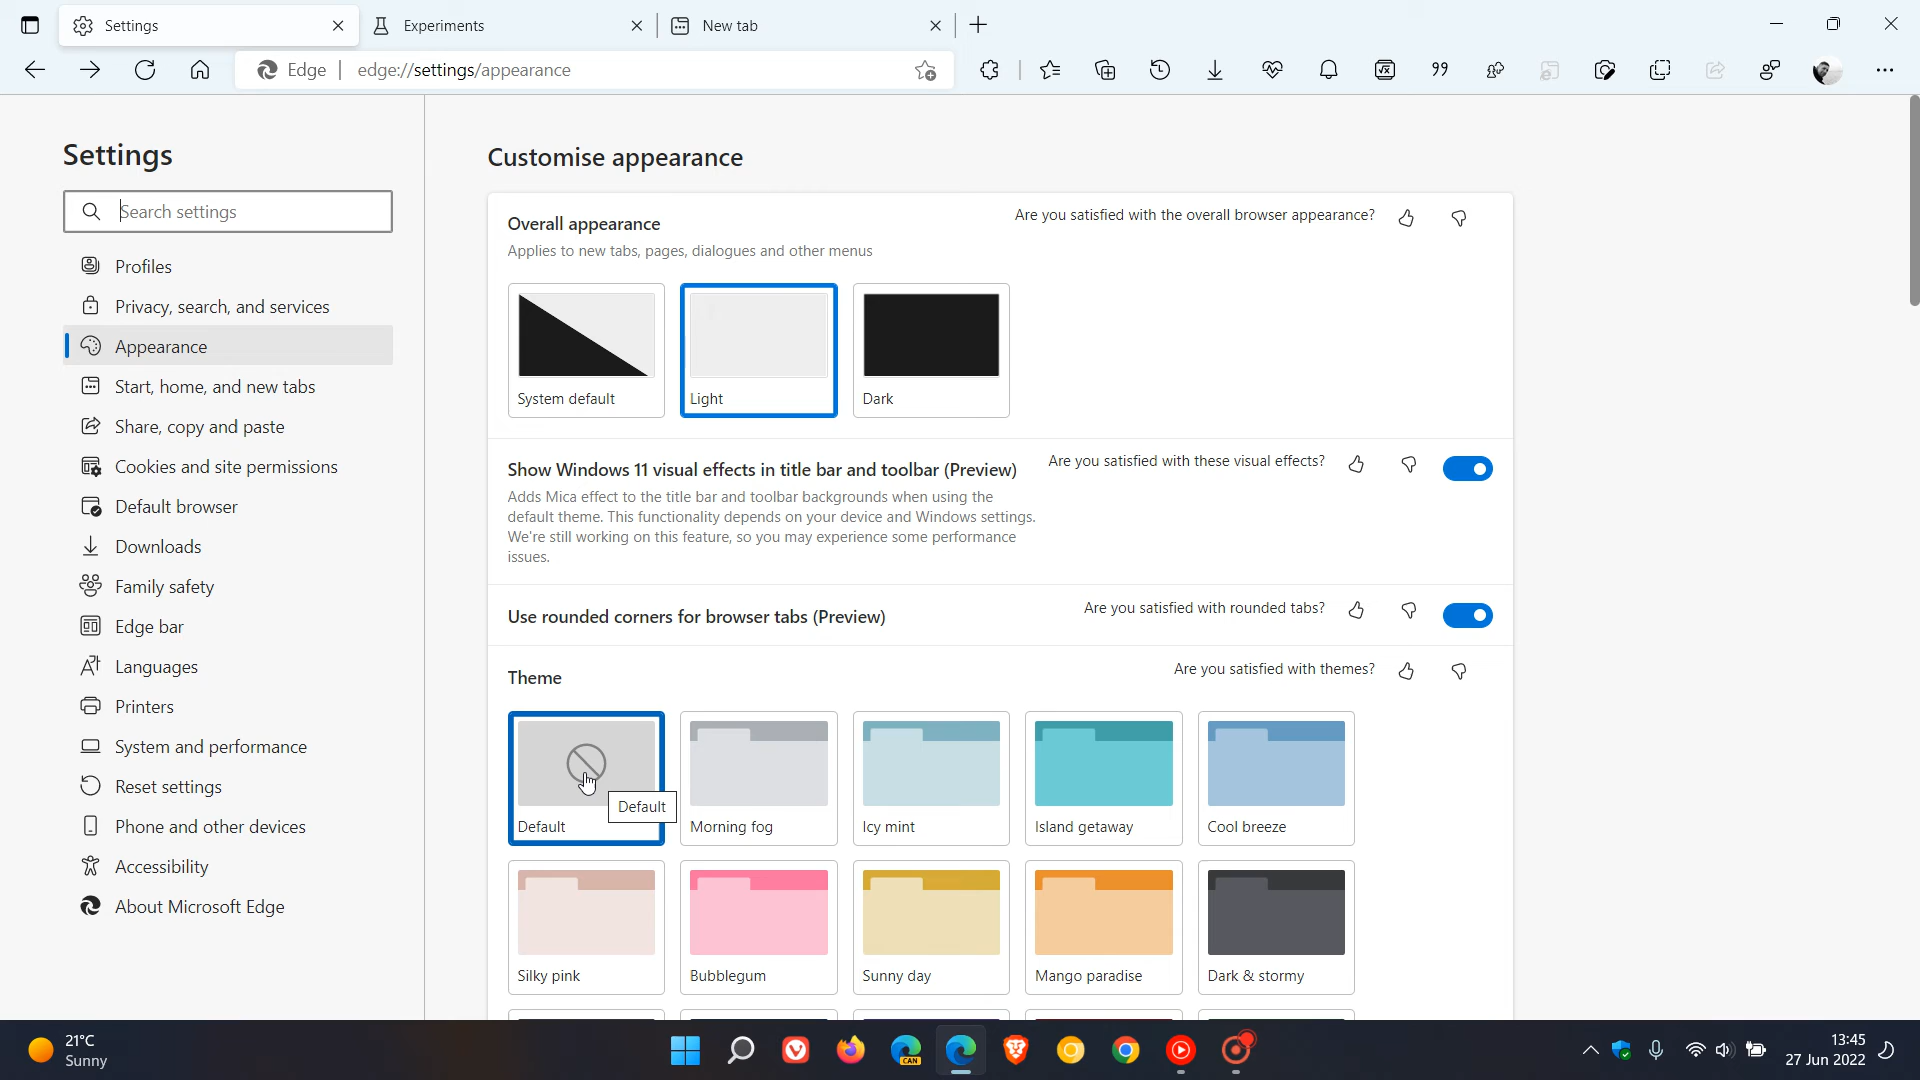 Settings
Experiments
New tab
Edge
edge://settings/appearance
Settings
Search settings
Profiles
Privacy, search, and services
Appearance
Start, home, and new tabs
Share, copy and paste
Cookies and site permissions
Default browser
Downloads
Family safety
Edge bar
Languages
Printers
System and performance
Reset settings
Phone and other devices
Accessibility
About Microsoft Edge
Customise appearance
Overall appearance
Are you satisfied with the overall browser appearance?
Applies to new tabs, pages, dialogues and other menus
System default
Light
Dark
Show Windows 11 visual effects in title bar and toolbar (Preview)
Are you satisfied with these visual effects?
Adds Mica effect to the title bar and toolbar backgrounds when using the
default theme. This functionality depends on your device and Windows settings.
We're still working on this feature, so you may experience some performance
issues.
Use rounded corners for browser tabs (Preview)
Are you satisfied with rounded tabs?
Theme
Are you satisfied with themes?
Default
Default
Morning fog
Icy mint
Island getaway
Cool breeze
Silky pink
Bubblegum
Sunny day
Mango paradise
Dark & stormy
21°C
Sunny
CAN
13:45
27 Jun 2022